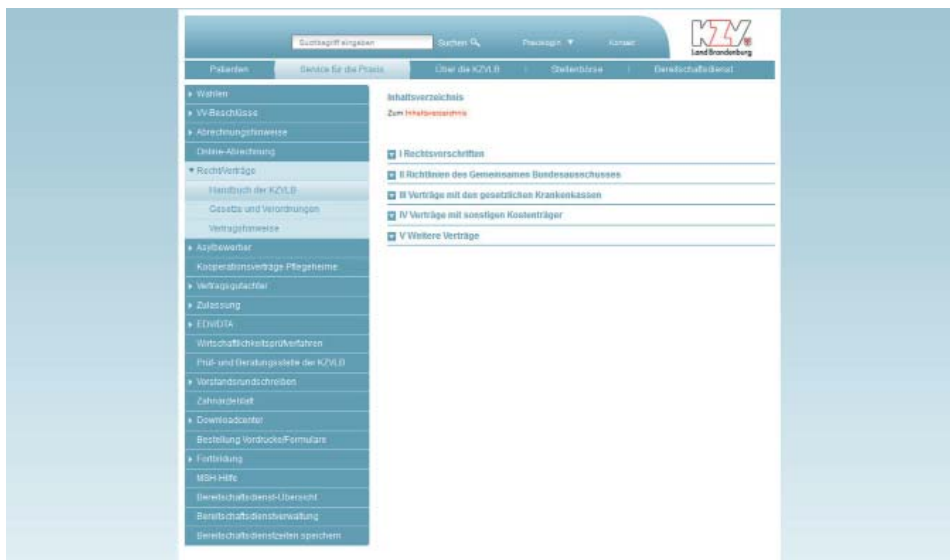 Suchbegriff eingeben
Suchen
Praxislogin
Kontakt
KZV
Land Brandenburg
Patienten
Service für die Praxis
Über die KZVLB
Stellenbörse
Bereitschaftsdienst
Wahlen
VV-Beschlüsse
Abrechnungshinweise
Online-Abrechnung
Recht/Verträge
Handbuch der KZVLB
Gesetze und Verordnungen
Vertragshinweise
Asylbewerber
Kooperationsverträge Pflegeheime
Vertragsgutachter
Zulassung
EDV/DTA
Wirtschaftlichkeitsprüfverfahren
Prüf- und Beratungsstelle der KZVLB
Vorstandsrundschreiben
Zahnärzteblatt
Downloadcenter
Bestellung Vordrucke/Formulare
Fortbildung
MSH-Hilfe
Bereitschaftsdienst-Übersicht
Bereitschaftsdienstverwaltung
Bereitschaftsdienstzeiten speichern
Inhaltsverzeichnis
Zum Inhaltsverzeichnis
I Rechtsvorschriften
II Richtlinien des Gemeinsames Bundesausschusses
III Verträge mit den gesetzlichen Krankenkassen
IV Verträge mit sonstigen Kostenträger
V Weitere Verträge